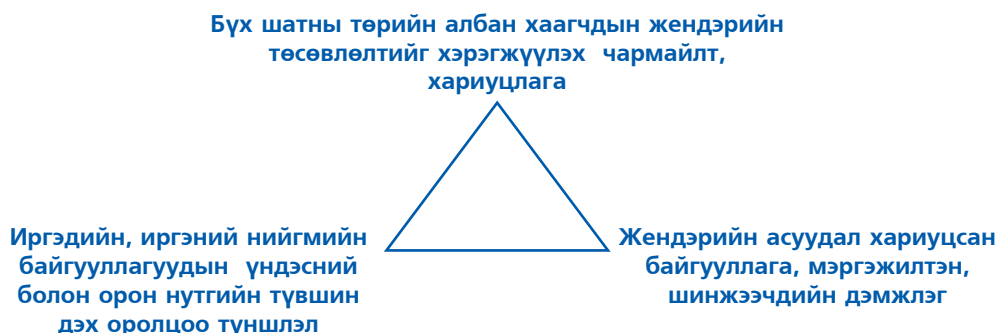 Бүх шатны төрийн албан хаагчдын жендэрийн
төсөвлөлтийг хэрэгжүүлэх чармайлт,
хариуцлага
Иргэдийн, иргэний нийгмийн
байгууллагуудын үндэсний
болон орон нутгийн түвшин
дэх оролцоо түншлэл
Жендэрийн асуудал хариуцсан
байгууллага, мэргэжилтэн,
шинжээчдийн дэмжлэг